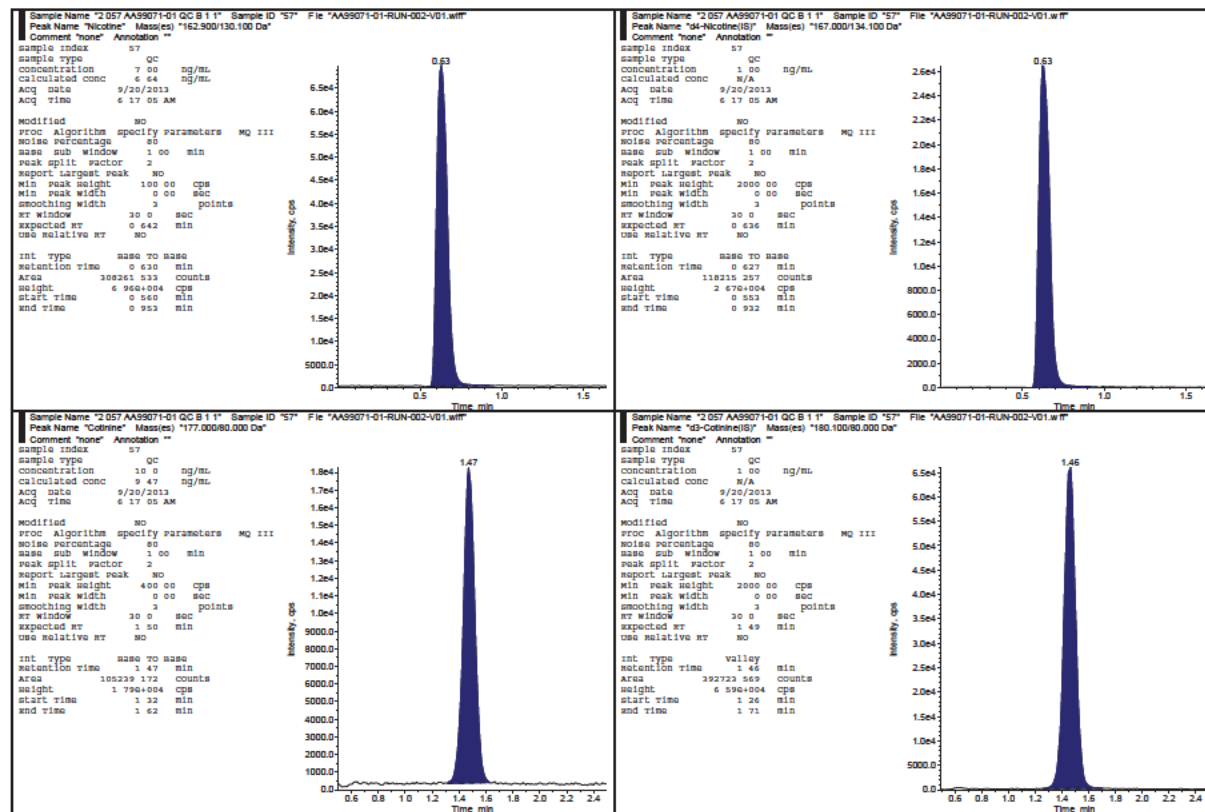 Sample Name "2 057 AA99071-01 QC B 1 1" Sample ID "57" File "AA99071-01-RUN-002-V01.wiff"
Peak Name "Nicotine" Mass(es) "162.900/130.100 Da"
Comment "none" Annotation ""
Sample Index 57
Sample Type QC
Concentration 7 00 ng/mL
Calculated Conc 6 64 ng/mL
Acq Date 9/20/2013
Acq Time 6 17 05 AM
Modified NO
Proc Algorithm Specify Parameters MQ III
Noise Percentage 80
Base Sub Window 1 00 min
Peak Split Factor 2
Report Largest Peak NO
Min Peak Height 100 00 cps
Min Peak Width 0 00 sec
Smoothing Width 3 points
RT Window 30 0 sec
Expected RT 0 642 min
Use Relative RT NO
Int Type Base To Base
Retention Time 0 630 min
Area 308261 533 counts
Height 6 96e+004 cps
Start Time 0 560 min
End Time 0 953 min
0.63
6.5e4
6.0e4
5.5e4
5.0e4
4.5e4
4.0e4
3.5e4
3.0e4
2.5e4
2.0e4
1.5e4
1.0e4
5000.0
0.0
Intensity, cps
0.5 1.0 1.5
Time min
Sample Name "2 057 AA99071-01 QC B 1 1" Sample ID "57" File "AA99071-01-RUN-002-V01.wiff"
Peak Name "d4-Nicotine(IS)" Mass(es) "167.000/134.100 Da"
Comment "none" Annotation ""
Sample Index 57
Sample Type QC
Concentration 1 00 ng/mL
Calculated Conc N/A
Acq Date 9/20/2013
Acq Time 6 17 05 AM
Modified NO
Proc Algorithm Specify Parameters MQ III
Noise Percentage 80
Base Sub Window 1 00 min
Peak Split Factor 2
Report Largest Peak NO
Min Peak Height 2000 00 cps
Min Peak Width 0 00 sec
Smoothing Width 3 points
RT Window 30 0 sec
Expected RT 0 636 min
Use Relative RT NO
Int Type Base To Base
Retention Time 0 627 min
Area 118215 257 counts
Height 2 67e+004 cps
Start Time 0 553 min
End Time 0 932 min
0.63
2.6e4
2.4e4
2.2e4
2.0e4
1.8e4
1.6e4
1.4e4
1.2e4
1.0e4
8000.0
6000.0
4000.0
2000.0
0.0
Intensity, cps
0.5 1.0 1.5
Time min
Sample Name "2 057 AA99071-01 QC B 1 1" Sample ID "57" File "AA99071-01-RUN-002-V01.wiff"
Peak Name "Cotinine" Mass(es) "177.000/80.000 Da"
Comment "none" Annotation ""
Sample Index 57
Sample Type QC
Concentration 10 0 ng/mL
Calculated Conc 9 47 ng/mL
Acq Date 9/20/2013
Acq Time 6 17 05 AM
Modified NO
Proc Algorithm Specify Parameters MQ III
Noise Percentage 80
Base Sub Window 1 00 min
Peak Split Factor 2
Report Largest Peak NO
Min Peak Height 400 00 cps
Min Peak Width 0 00 sec
Smoothing Width 3 points
RT Window 30 0 sec
Expected RT 1 50 min
Use Relative RT NO
Int Type Base To Base
Retention Time 1 47 min
Area 105239 172 counts
Height 1 79e+004 cps
Start Time 1 32 min
End Time 1 62 min
1.47
1.8e4
1.7e4
1.6e4
1.5e4
1.4e4
1.3e4
1.2e4
1.1e4
1.0e4
9000.0
8000.0
7000.0
6000.0
5000.0
4000.0
3000.0
2000.0
1000.0
0.0
Intensity, cps
0.6 0.8 1.0 1.2 1.4 1.6 1.8 2.0 2.2 2.4
Time min
Sample Name "2 057 AA99071-01 QC B 1 1" Sample ID "57" File "AA99071-01-RUN-002-V01.wiff"
Peak Name "d3-Cotinine(IS)" Mass(es) "180.100/80.000 Da"
Comment "none" Annotation ""
Sample Index 57
Sample Type QC
Concentration 1 00 ng/mL
Calculated Conc N/A
Acq Date 9/20/2013
Acq Time 6 17 05 AM
Modified NO
Proc Algorithm Specify Parameters MQ III
Noise Percentage 80
Base Sub Window 1 00 min
Peak Split Factor 2
Report Largest Peak NO
Min Peak Height 2000 00 cps
Min Peak Width 0 00 sec
Smoothing Width 3 points
RT Window 30 0 sec
Expected RT 1 49 min
Use Relative RT NO
Int Type Valley
Retention Time 1 46 min
Area 392723 569 counts
Height 6 59e+004 cps
Start Time 1 26 min
End Time 1 71 min
1.46
6.5e4
6.0e4
5.5e4
5.0e4
4.5e4
4.0e4
3.5e4
3.0e4
2.5e4
2.0e4
1.5e4
1.0e4
5000.0
0.0
Intensity, cps
0.6 0.8 1.0 1.2 1.4 1.6 1.8 2.0 2.2 2.4
Time min